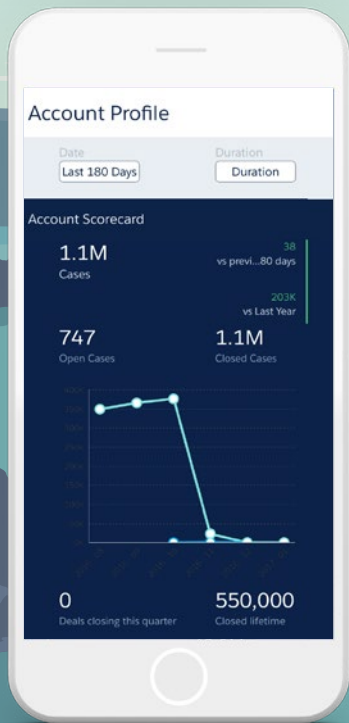 Account Profile
Date Duration
Last 180 Days Duration
Account Scorecard
1.1M 38
Cases vs previ...80 days
203K
vs Last Year
747 1.1M
Open Cases Closed Cases
0 550,000
Deals closing this quarter Closed lifetime